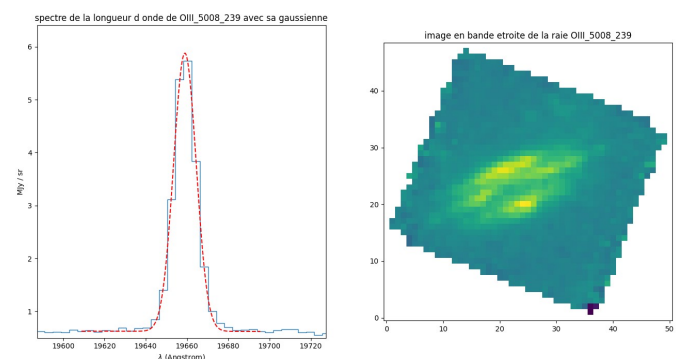 spectre de la longueur d onde de OIII_5008_239 avec sa gaussienne
6
5
4
3
2
1
MJy / sr
19600 19620 19640 19660 19680 19700 19720
λ (Angstrom)
image en bande etroite de la raie OIII_5008_239
40
30
20
10
0
0 10 20 30 40 50